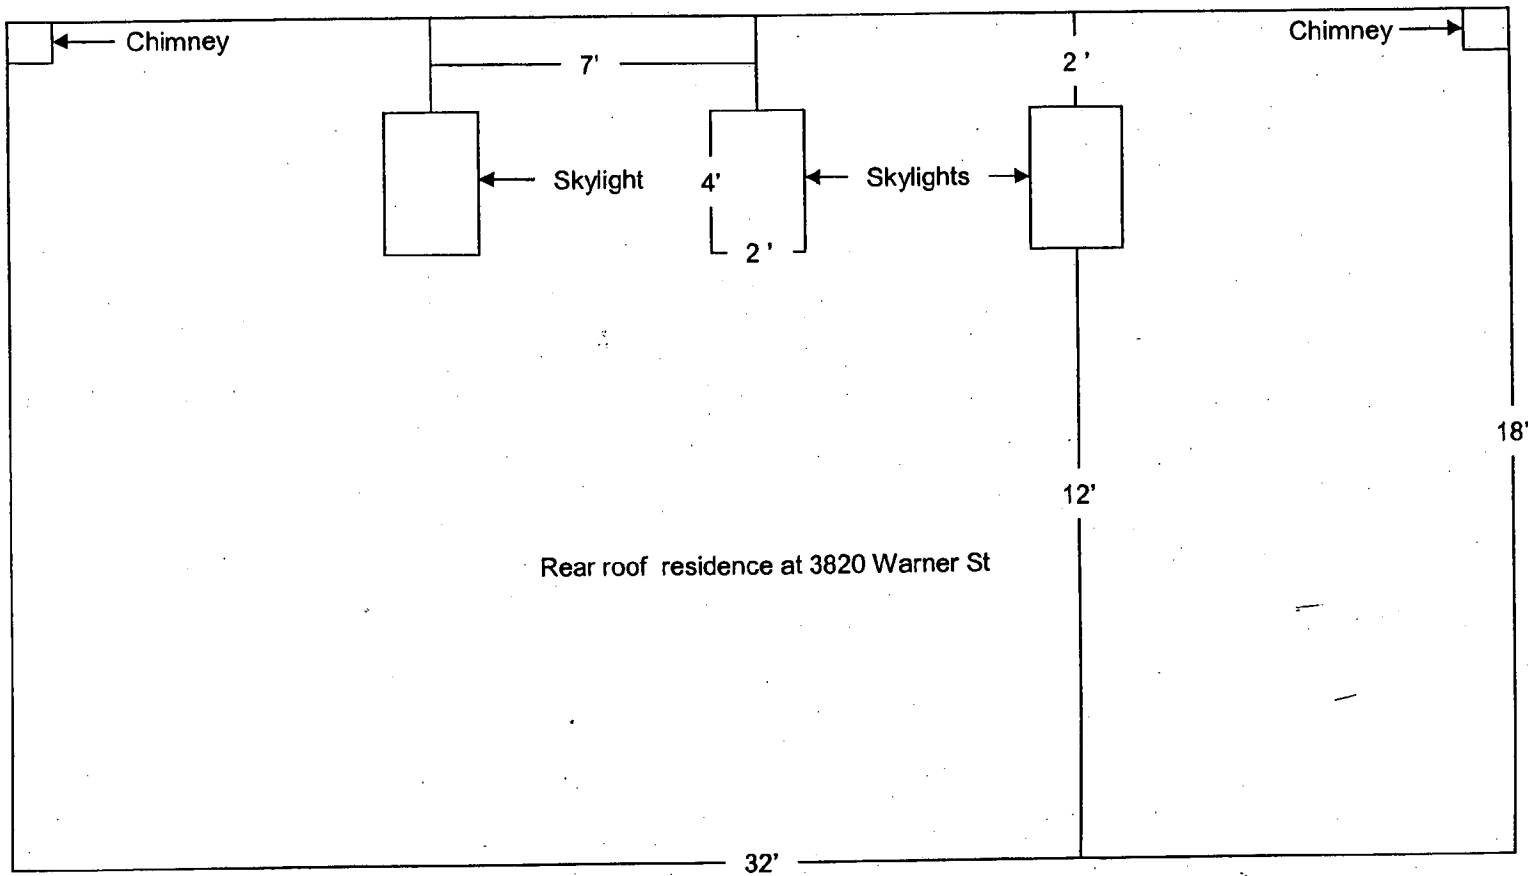 Chimney
Chimney
7'
2 '
Skylight
4'
Skylights
2 '
18'
12'
Rear roof residence at 3820 Warner St
32'